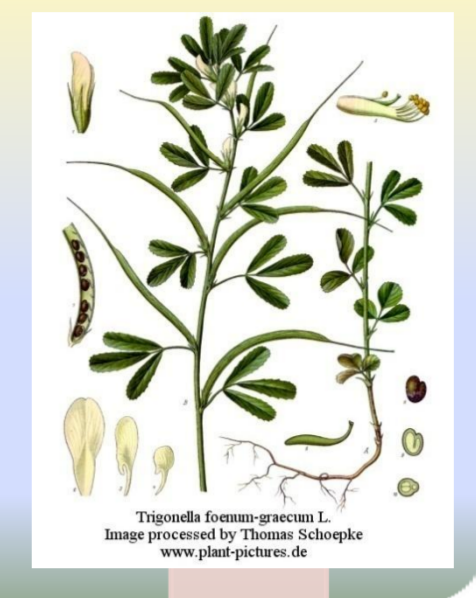 Trigonella foenum-graecum L.
Image processed by Thomas Schoepke
www.plant-pictures.de